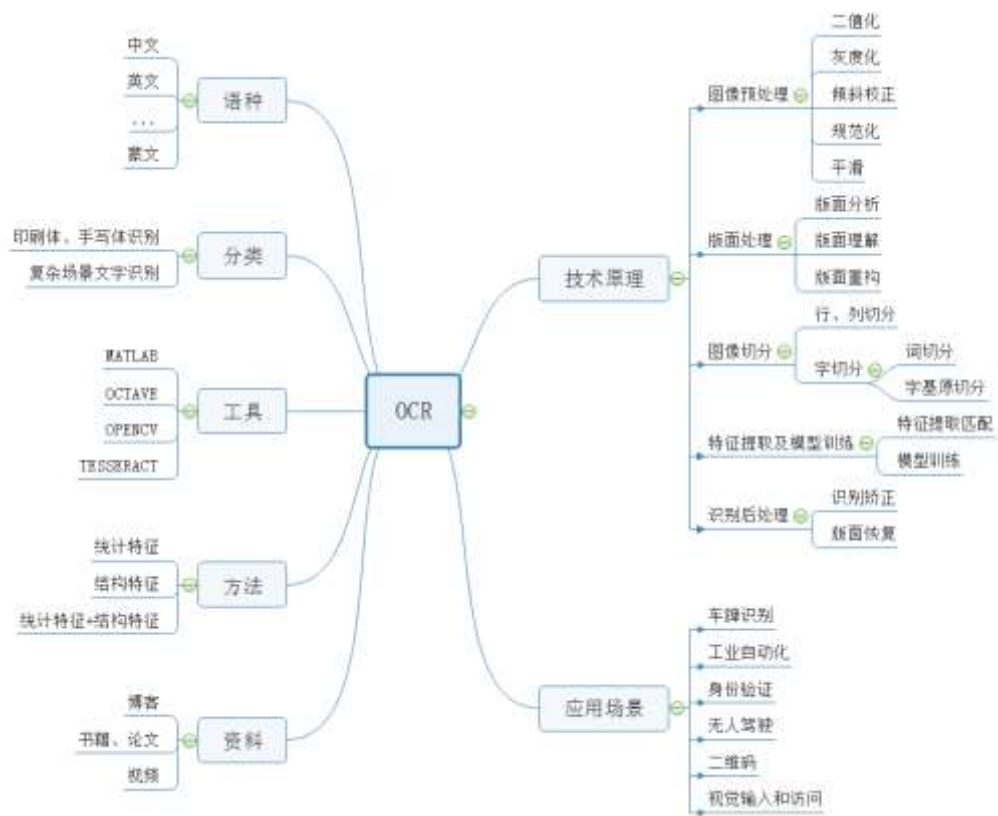 OCR
语种
中文
英文
...
蒙文
分类
印刷体、手写体识别
复杂场景文字识别
工具
MATLAB
OCTAVE
OPENCV
TESSERACT
方法
统计特征
结构特征
统计特征+结构特征
资料
博客
书籍、论文
视频
技术原理
图像预处理
二值化
灰度化
倾斜校正
规范化
平滑
版面处理
版面分析
版面理解
版面重构
图像切分
行、列切分
字切分
词切分
字基原切分
特征提取及模型训练
特征提取匹配
模型训练
识别后处理
识别矫正
版面恢复
应用场景
车牌识别
工业自动化
身份验证
无人驾驶
二维码
视觉输入和访问